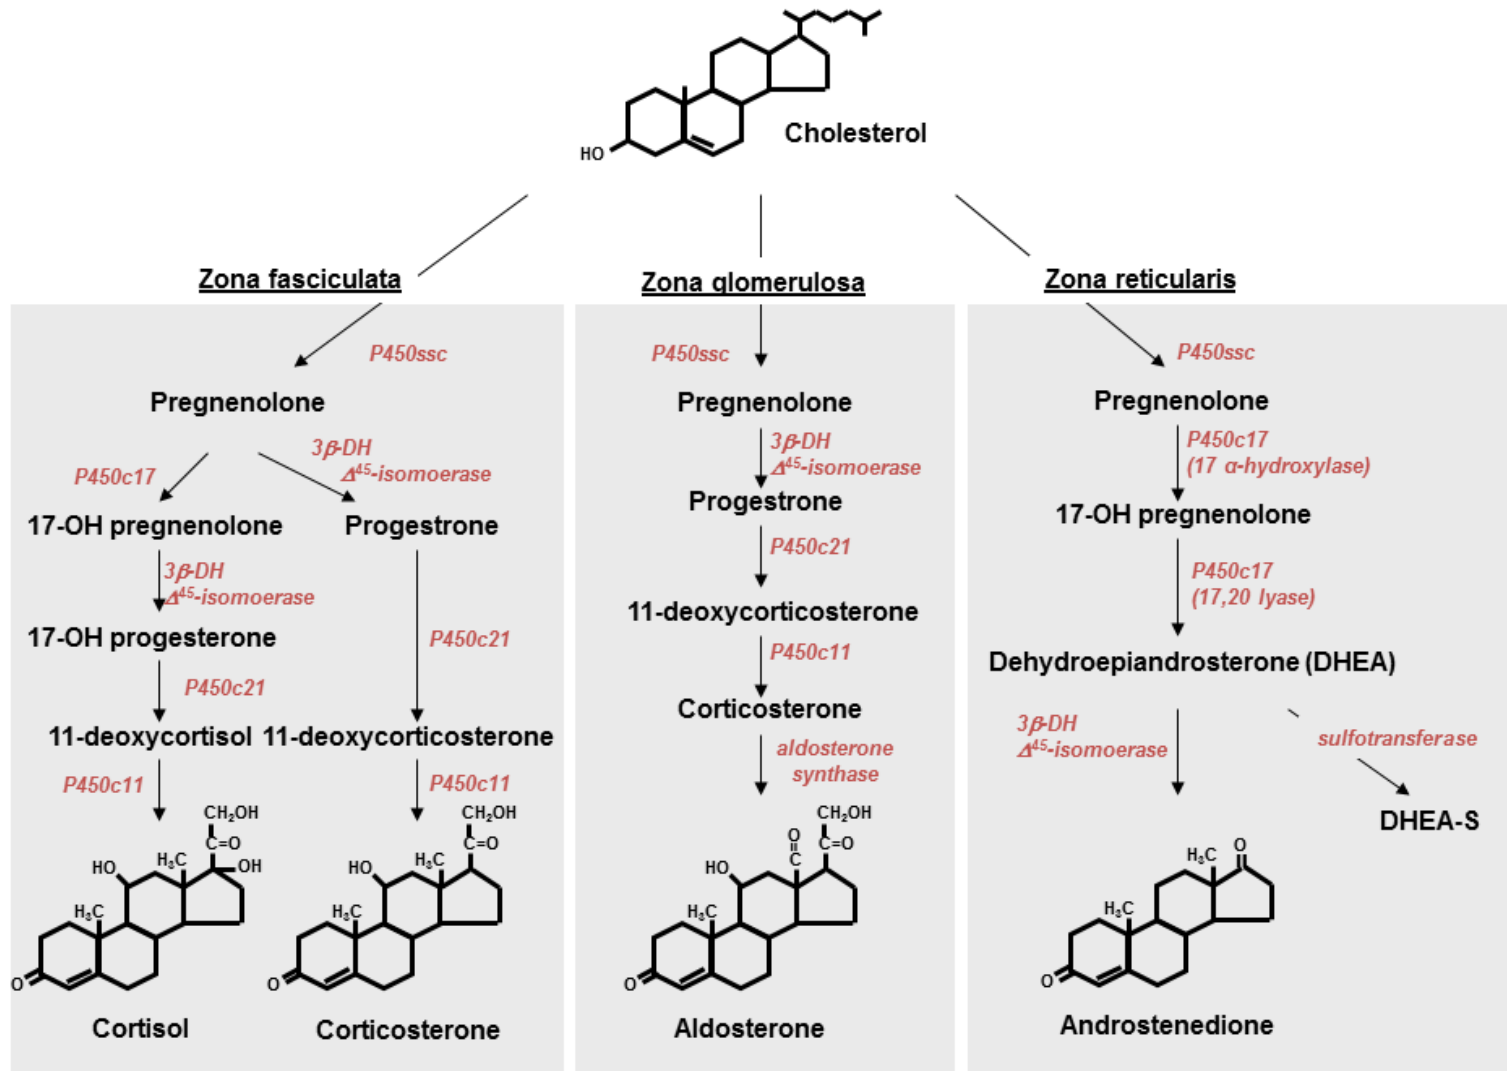 Cholesterol
HO
Zona fasciculata
Zona glomerulosa
Zona reticularis
P450ssc
Pregnenolone
P450c17
3β-DH
Δ⁴⁵-isomoerase
17-OH pregnenolone
Progestrone
3β-DH
Δ⁴⁵-isomoerase
17-OH progesterone
P450c21
P450c21
11-deoxycortisol
11-deoxycorticosterone
P450c11
P450c11
CH₂OH
C=O
HO
H₃C
OH
H₃C
O
Cortisol
CH₂OH
C=O
HO
H₃C
H₃C
O
Corticosterone
P450ssc
Pregnenolone
3β-DH
Δ⁴⁵-isomoerase
Progestrone
P450c21
11-deoxycorticosterone
P450c11
Corticosterone
aldosterone
synthase
CH₂OH
O
C=O
C
HO
H₃C
O
Aldosterone
P450ssc
Pregnenolone
P450c17
(17 α-hydroxylase)
17-OH pregnenolone
P450c17
(17,20 lyase)
Dehydroepiandrosterone (DHEA)
3β-DH
Δ⁴⁵-isomoerase
sulfotransferase
DHEA-S
O
H₃C
H₃C
O
Androstenedione